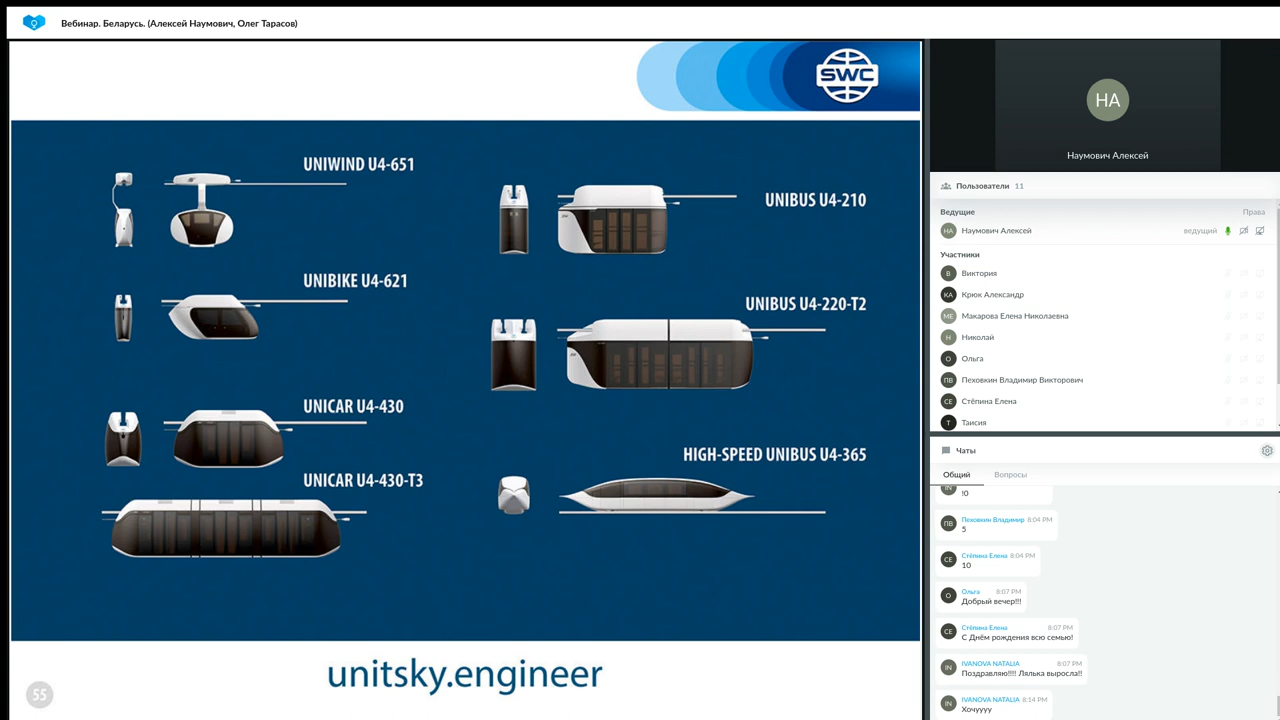 Вебинар. Беларусь. (Алексей Наумович, Олег Тарасов)
SWC
UNIWIND U4-651
UNIBIKE U4-621
UNICAR U4-430
UNICAR U4-430-T3
UNIBUS U4-210
UNIBUS U4-220-T2
HIGH-SPEED UNIBUS U4-365
unitsky.engineer
55
НА
Наумович Алексей
Пользователи 11
Ведущие Права
НА Наумович Алексей ведущий
Участники
В Виктория
КА Крюк Александр
МЕ Макарова Елена Николаевна
Н Николай
О Ольга
ПВ Пеховкин Владимир Викторович
СЕ Стёпина Елена
Т Таисия
Чаты
Общий Вопросы
IN
!0
ПВ Пеховкин Владимир 8:04 PM
5
СЕ Стёпина Елена 8:04 PM
10
О Ольга 8:07 PM
Добрый вечер!!!
СЕ Стёпина Елена 8:07 PM
С Днём рождения всю семью!
IN IVANOVA NATALIA 8:07 PM
Поздравляю!!!! Лялька выросла!!
IN IVANOVA NATALIA 8:14 PM
Хочуууу